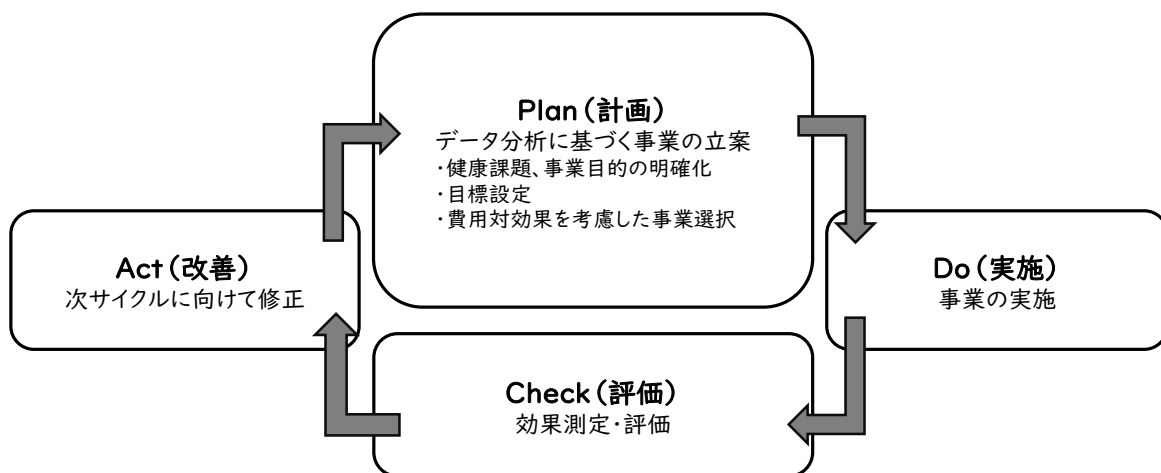 Plan（計画）
データ分析に基づく事業の立案
・健康課題、事業目的の明確化
・目標設定
・費用対効果を考慮した事業選択
Act（改善）
次サイクルに向けて修正
Do（実施）
事業の実施
Check（評価）
効果測定・評価